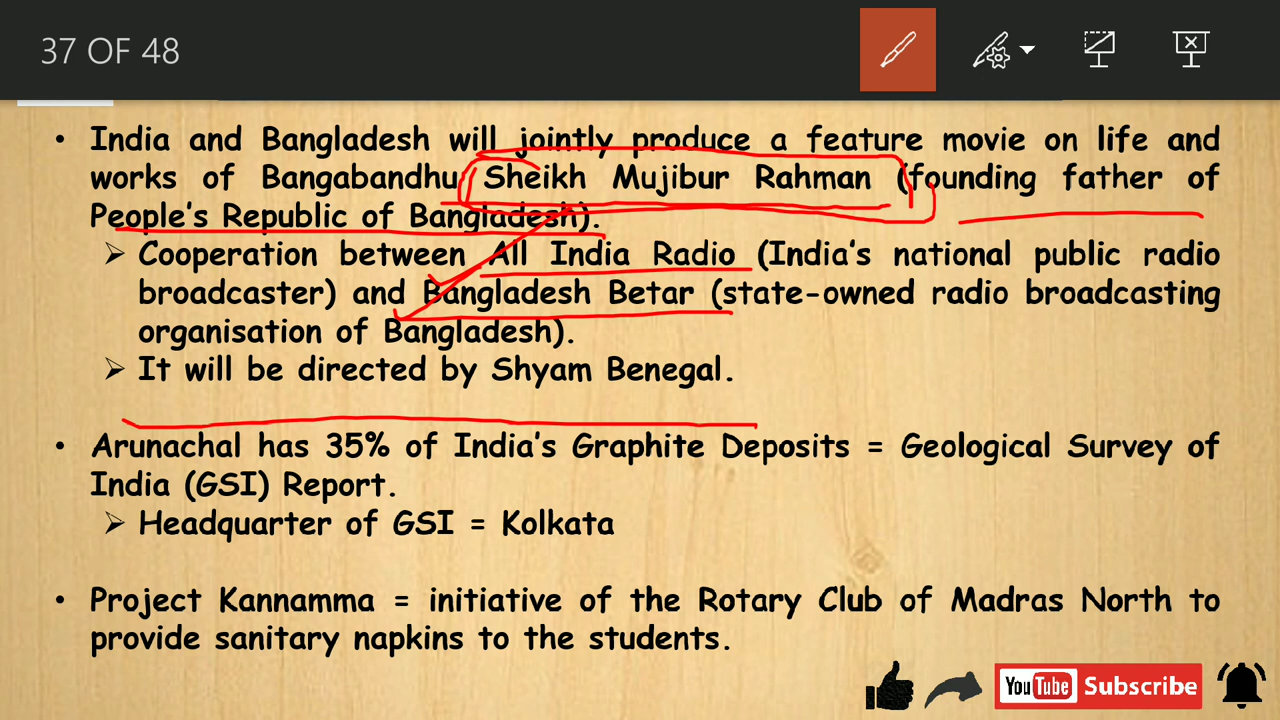 37 OF 48
• India and Bangladesh will jointly produce a feature movie on life and
works of Bangabandhu Sheikh Mujibur Rahman (founding father of
People's Republic of Bangladesh).
➢ Cooperation between All India Radio (India's national public radio
broadcaster) and Bangladesh Betar (state-owned radio broadcasting
organisation of Bangladesh).
➢ It will be directed by Shyam Benegal.
• Arunachal has 35% of India's Graphite Deposits = Geological Survey of
India (GSI) Report.
➢ Headquarter of GSI = Kolkata
• Project Kannamma = initiative of the Rotary Club of Madras North to
provide sanitary napkins to the students.
YouTube Subscribe